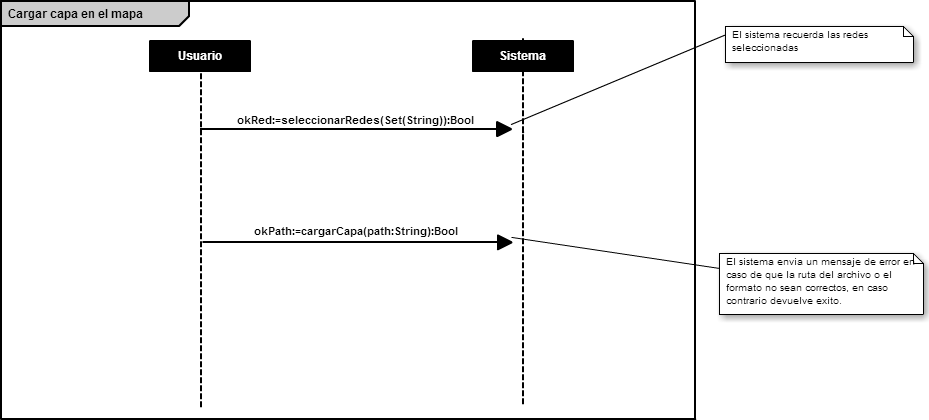 Cargar capa en el mapa
Usuario
Sistema
El sistema recuerda las redes
seleccionadas
okRed:=seleccionarRedes(Set(String)):Bool
okPath:=cargarCapa(path:String):Bool
El sistema envia un mensaje de error en
caso de que la ruta del archivo o el
formato no sean correctos, en caso
contrario devuelve exito.